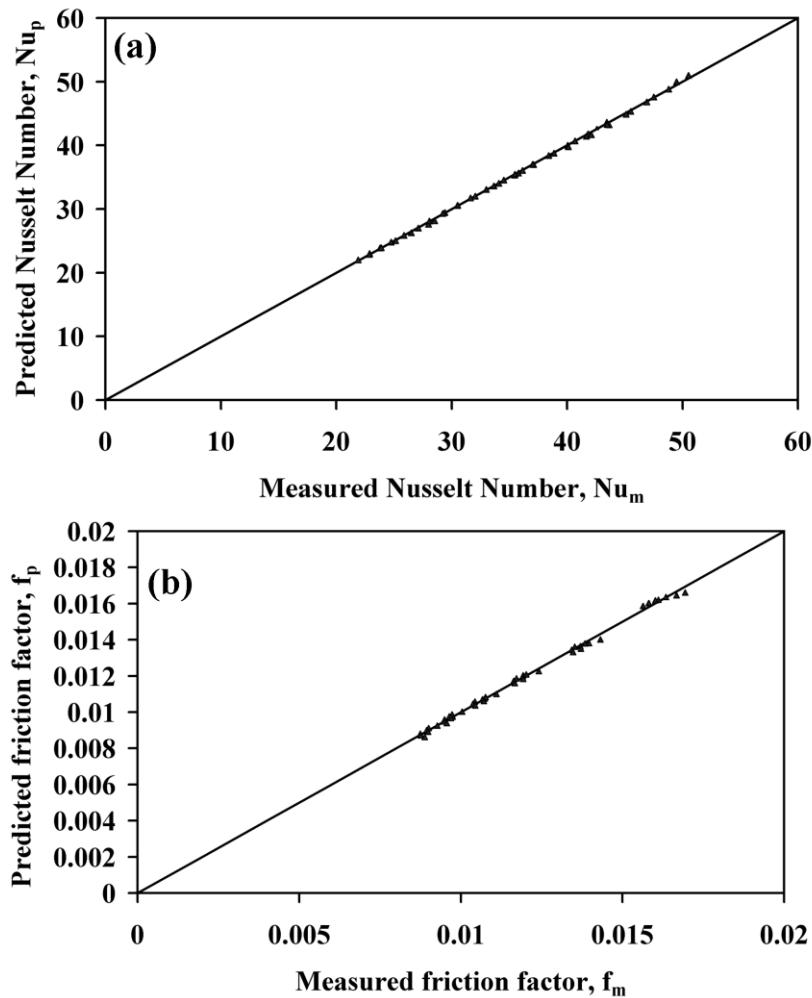 (a)
Predicted Nusselt Number, Nuₚ
60
50
40
30
20
10
0
0 10 20 30 40 50 60
Measured Nusselt Number, Nuₘ
(b)
Predicted friction factor, fₚ
0.02
0.018
0.016
0.014
0.012
0.01
0.008
0.006
0.004
0.002
0
0 0.005 0.01 0.015 0.02
Measured friction factor, fₘ